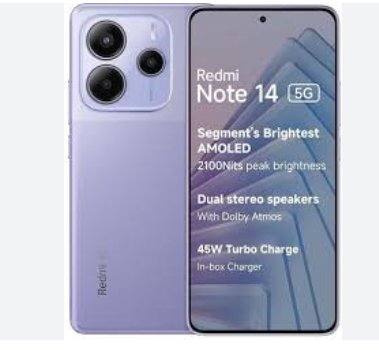 Redmi
Note 14 5G
Segment's Brightest
AMOLED
2100Nits peak brightness
Dual stereo speakers
With Dolby Atmos
45W Turbo Charge
In-box Charger
Redmi